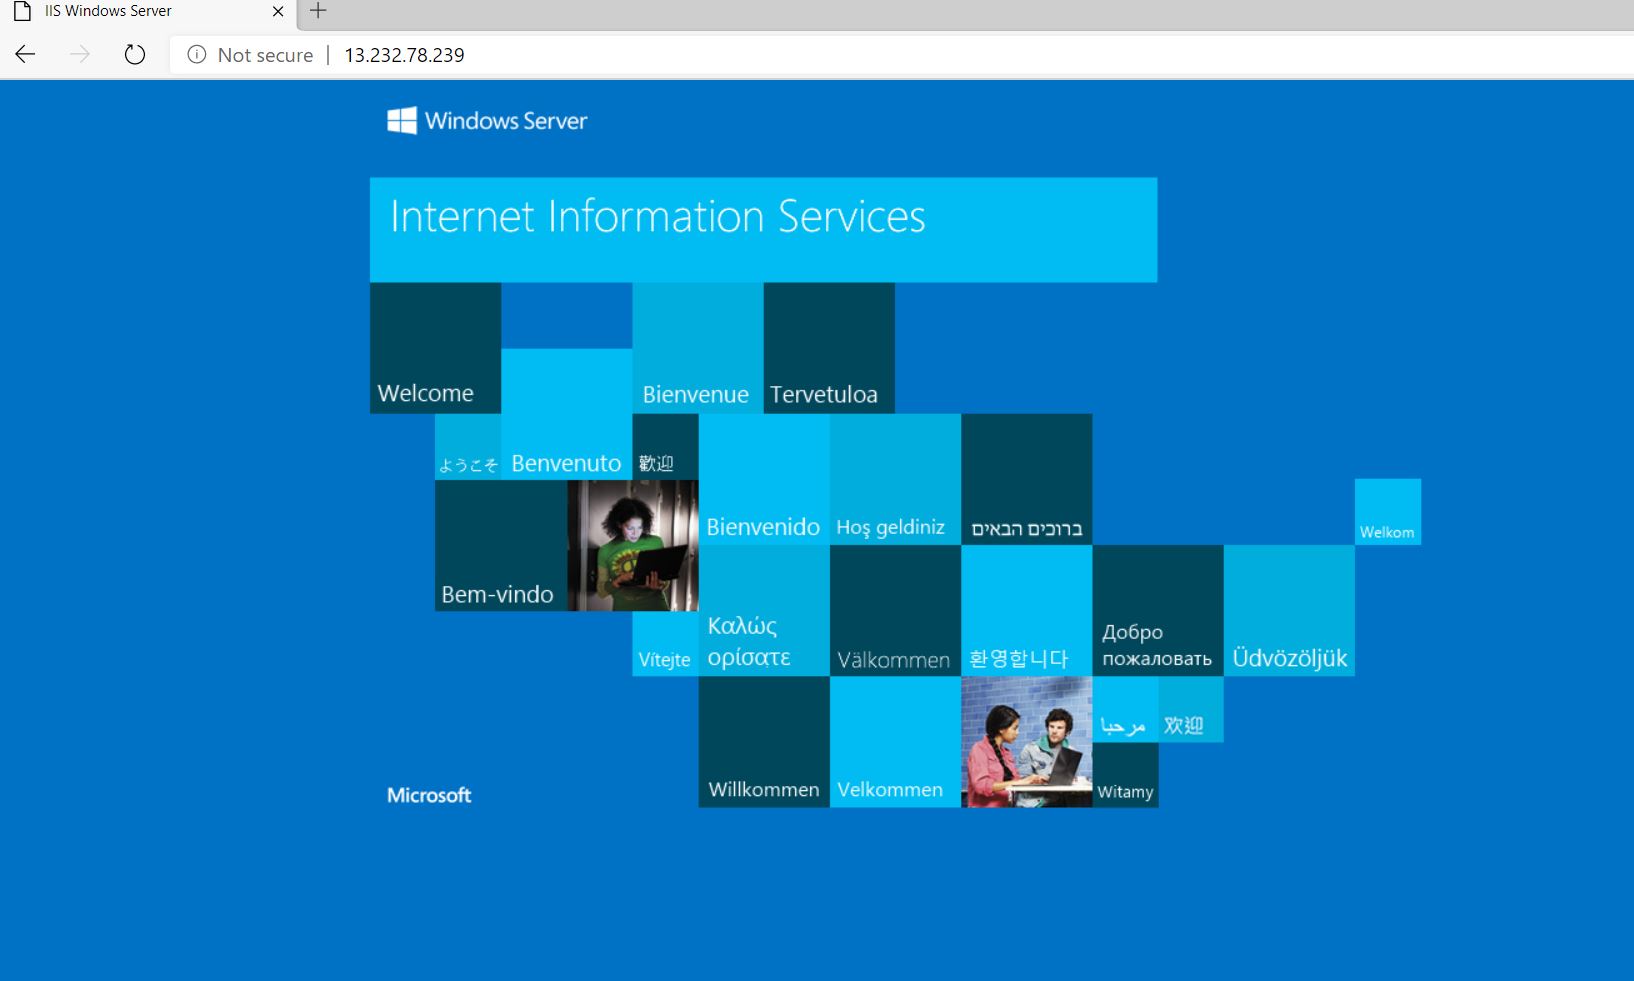 IIS Windows Server
Not secure | 13.232.78.239
Windows Server
Internet Information Services
Welcome
Bienvenue
Tervetuloa
ようこそ
Benvenuto
歡迎
Bienvenido
Hoş geldiniz
ברוכים הבאים
Welkom
Bem-vindo
Vítejte
Καλώς
ορίσατε
Välkommen
환영합니다
Добро
пожаловать
Üdvözöljük
مرحبا
欢迎
Willkommen
Velkommen
Witamy
Microsoft